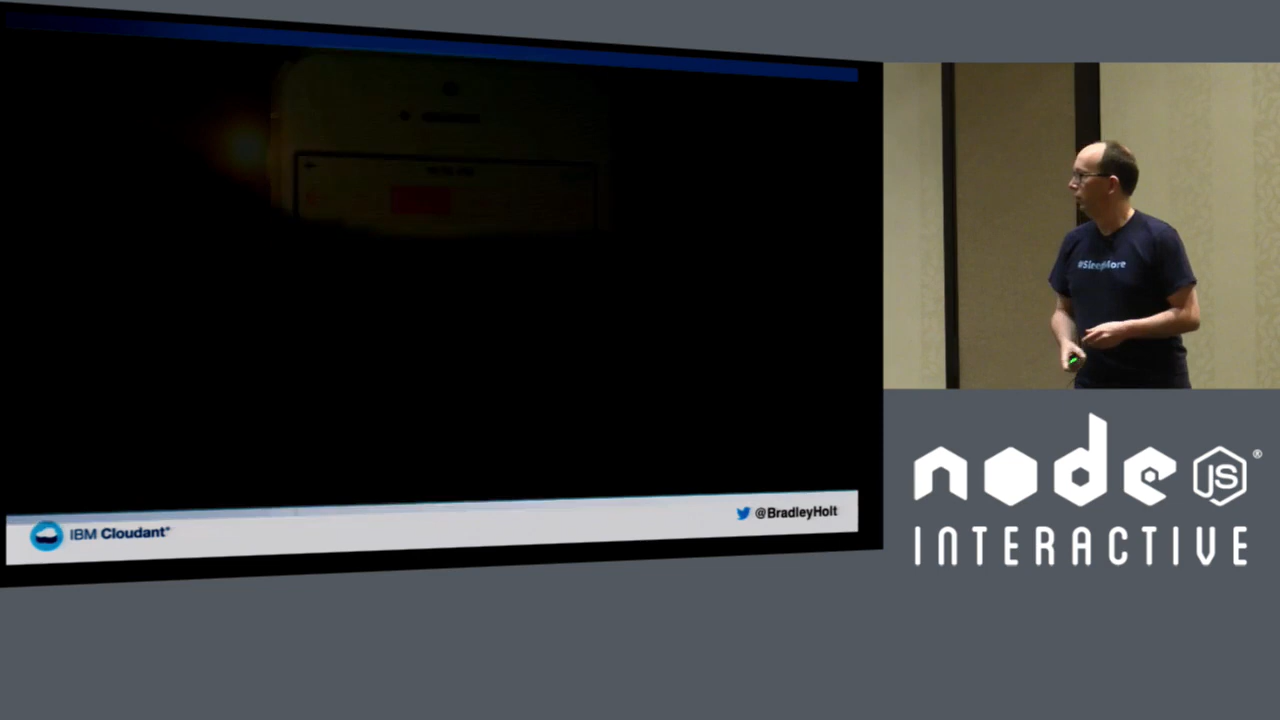 IBM Cloudant®
@BradleyHolt
#SleepMore
node JS®
INTERACTIVE